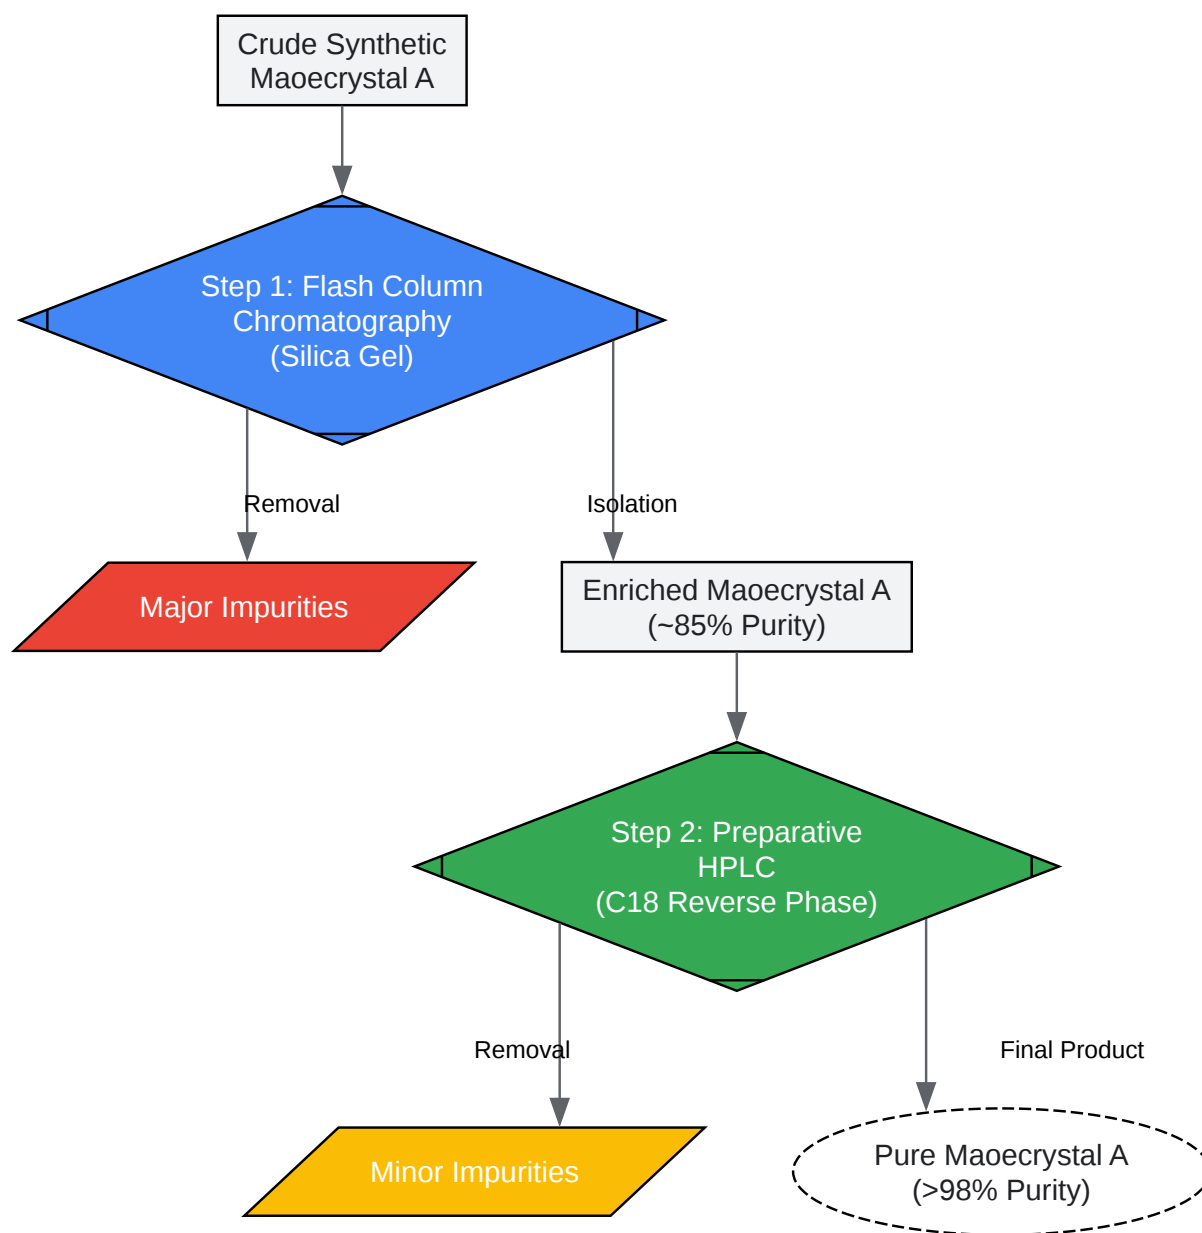 Crude Synthetic
Maoecrystal A
Step 1: Flash Column
Chromatography
(Silica Gel)
Removal
Isolation
Major Impurities
Enriched Maoecrystal A
(~85% Purity)
Step 2: Preparative
HPLC
(C18 Reverse Phase)
Removal
Final Product
Minor Impurities
Pure Maoecrystal A
(>98% Purity)